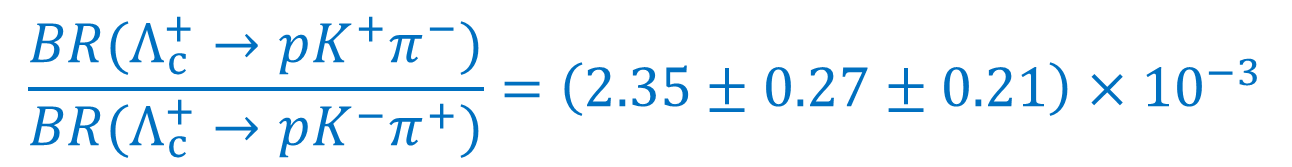 BR(Λc+ → pK+π−)
BR(Λc+ → pK−π+)
= (2.35 ± 0.27 ± 0.21) × 10−3